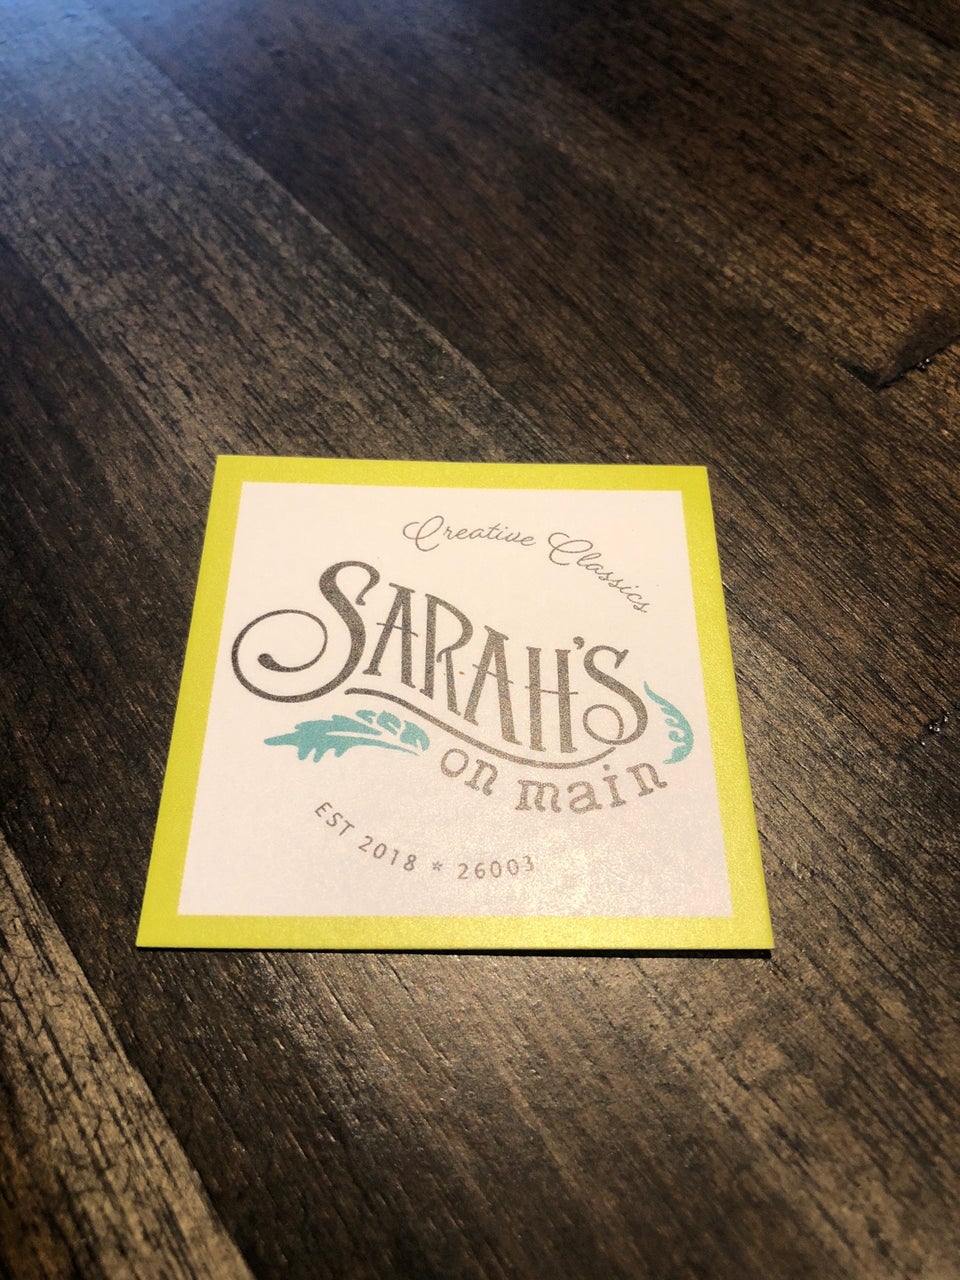 Creative Classics
SARAH'S
on main
EST 2018 * 26003